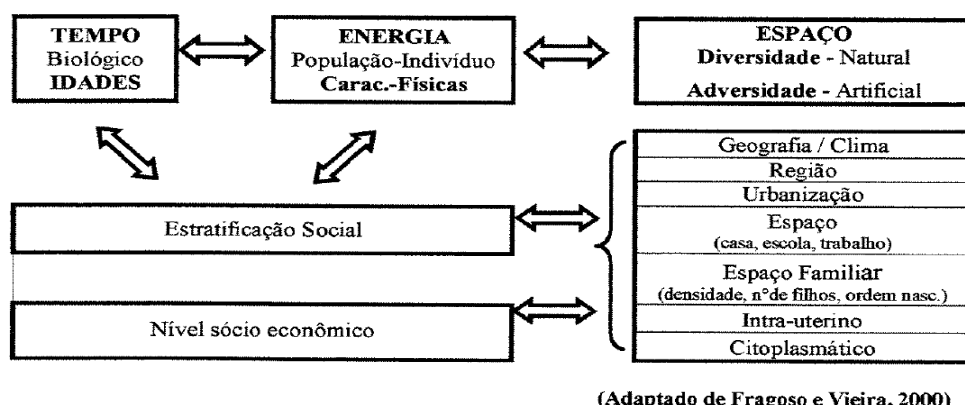 TEMPO
Biológico
IDADES
ENERGIA
População-Indivíduo
Carac.-Físicas
ESPAÇO
Diversidade - Natural
Adversidade - Artificial
Estratificação Social
Nível sócio econômico
Geografia / Clima
Região
Urbanização
Espaço
(casa, escola, trabalho)
Espaço Familiar
(densidade, n°de filhos, ordem nasc.)
Intra-uterino
Citoplasmático
(Adaptado de Fragoso e Vieira, 2000)